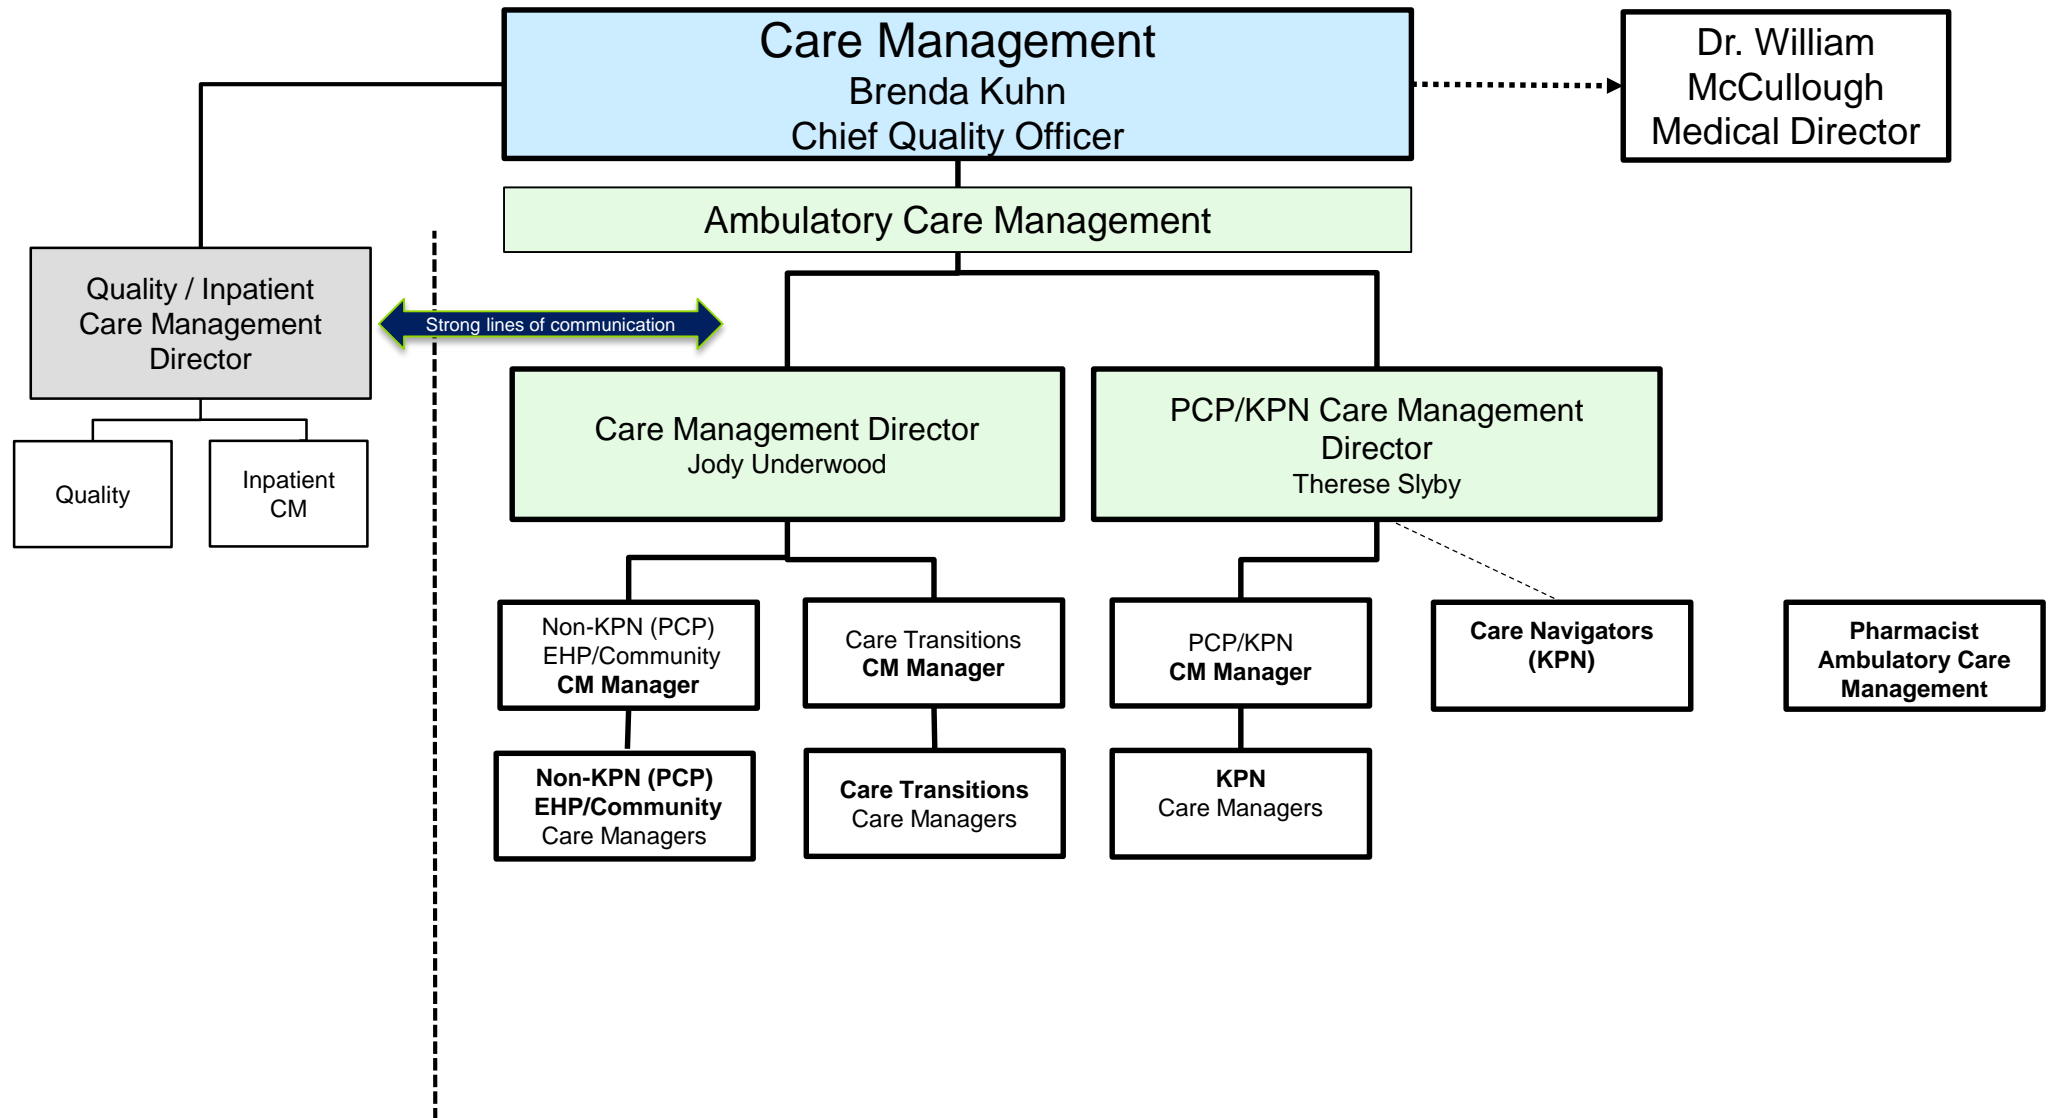 Care Management
Brenda Kuhn
Chief Quality Officer
Dr. William
McCullough
Medical Director
Ambulatory Care Management
Quality / Inpatient
Care Management
Director
Strong lines of communication
Quality
Inpatient
CM
Care Management Director
Jody Underwood
PCP/KPN Care Management
Director
Therese Slyby
Non-KPN (PCP)
EHP/Community
CM Manager
Care Transitions
CM Manager
PCP/KPN
CM Manager
Care Navigators
(KPN)
Pharmacist
Ambulatory Care
Management
Non-KPN (PCP)
EHP/Community
Care Managers
Care Transitions
Care Managers
KPN
Care Managers